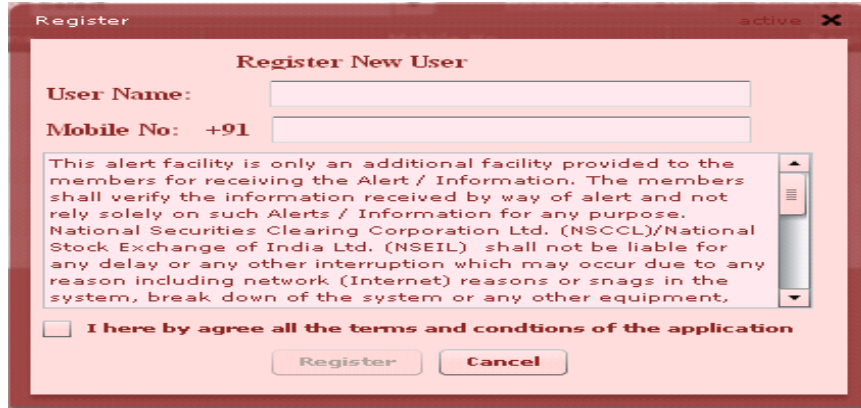 Register
active
Register New User
User Name:
Mobile No: +91
This alert facility is only an additional facility provided to the
members for receiving the Alert / Information. The members
shall verify the information received by way of alert and not
rely solely on such Alerts / Information for any purpose.
National Securities Clearing Corporation Ltd. (NSCCL)/National
Stock Exchange of India Ltd. (NSEIL) shall not be liable for
any delay or any other interruption which may occur due to any
reason including network (Internet) reasons or snags in the
system, break down of the system or any other equipment,
I here by agree all the terms and condtions of the application
Register Cancel